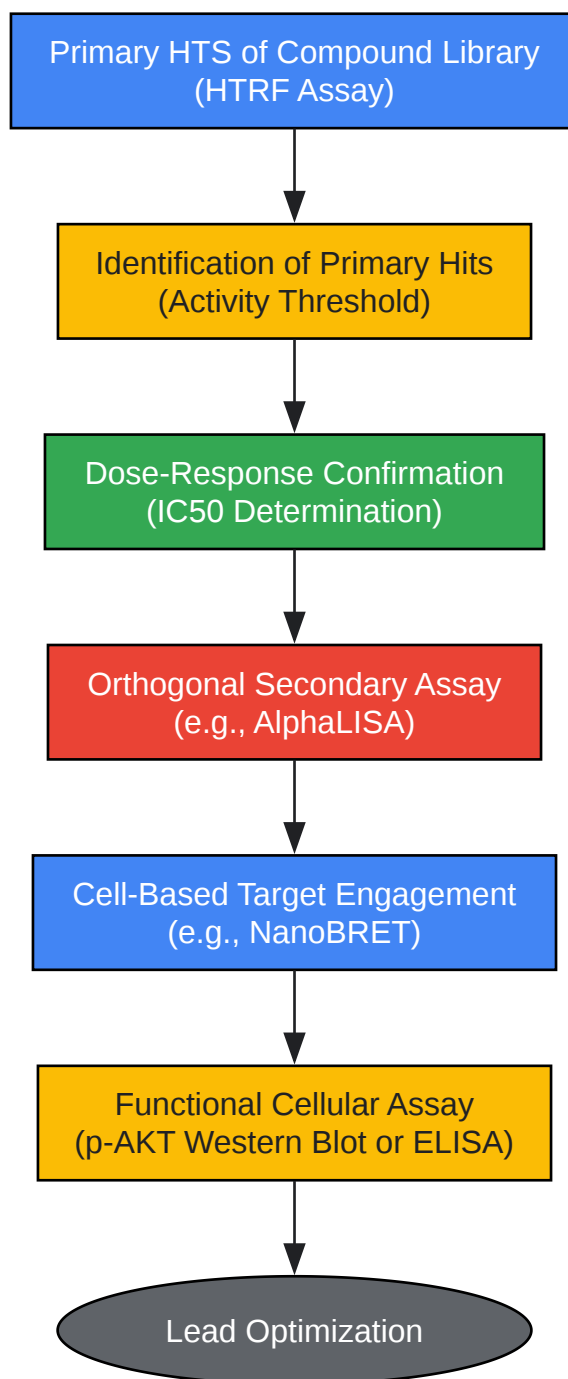 Primary HTS of Compound Library
(HTRF Assay)
Identification of Primary Hits
(Activity Threshold)
Dose-Response Confirmation
(IC50 Determination)
Orthogonal Secondary Assay
(e.g., AlphaLISA)
Cell-Based Target Engagement
(e.g., NanoBRET)
Functional Cellular Assay
(p-AKT Western Blot or ELISA)
Lead Optimization